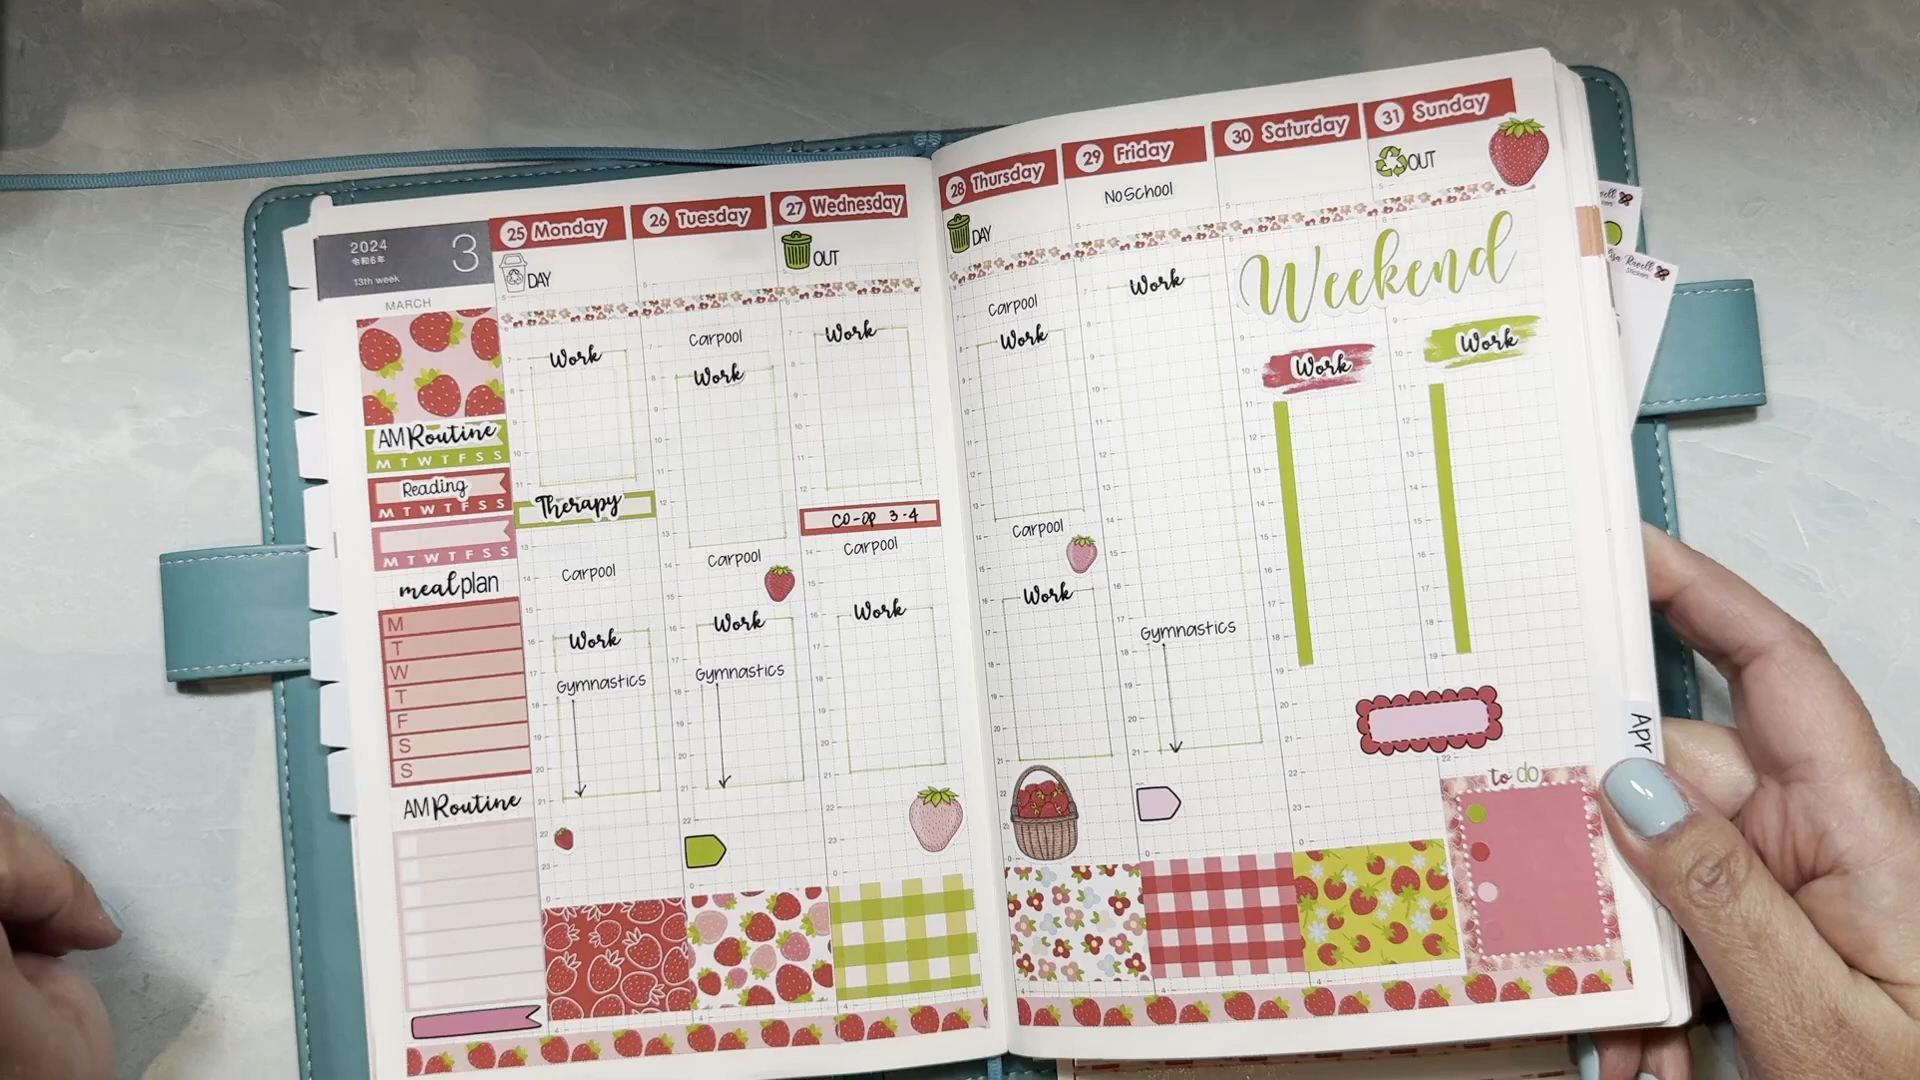 2024
令和6年
3
13th week
MARCH
AM Routine
M T W T F S S
Reading
M T W T F S S
M T W T F S S
meal plan
M
T
W
T
F
S
S
AM Routine
25 Monday
DAY
Work
Therapy
Carpool
Work
Gymnastics
26 Tuesday
Carpool
Work
Carpool
Work
Gymnastics
27 Wednesday
OUT
Work
CO-OP 3-4
Carpool
Work
28 Thursday
DAY
Carpool
Work
Carpool
Work
29 Friday
No School
Work
Gymnastics
30 Saturday
31 Sunday
OUT
Weekend
Work
Work
to do
Apr